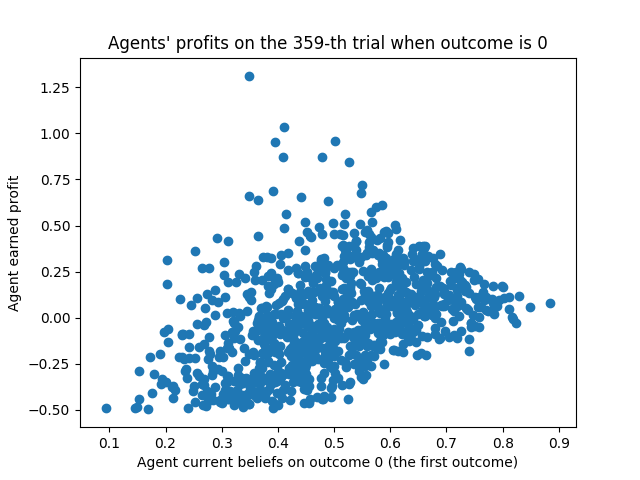 Agents' profits on the 359-th trial when outcome is 0
Agent earned profit
1.25
1.00
0.75
0.50
0.25
0.00
−0.25
−0.50
0.1 0.2 0.3 0.4 0.5 0.6 0.7 0.8 0.9
Agent current beliefs on outcome 0 (the first outcome)